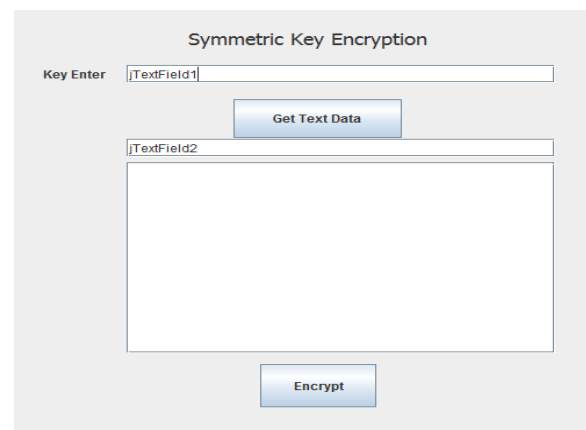 Symmetric Key Encryption
Key Enter jTextField1
Get Text Data
jTextField2
Encrypt